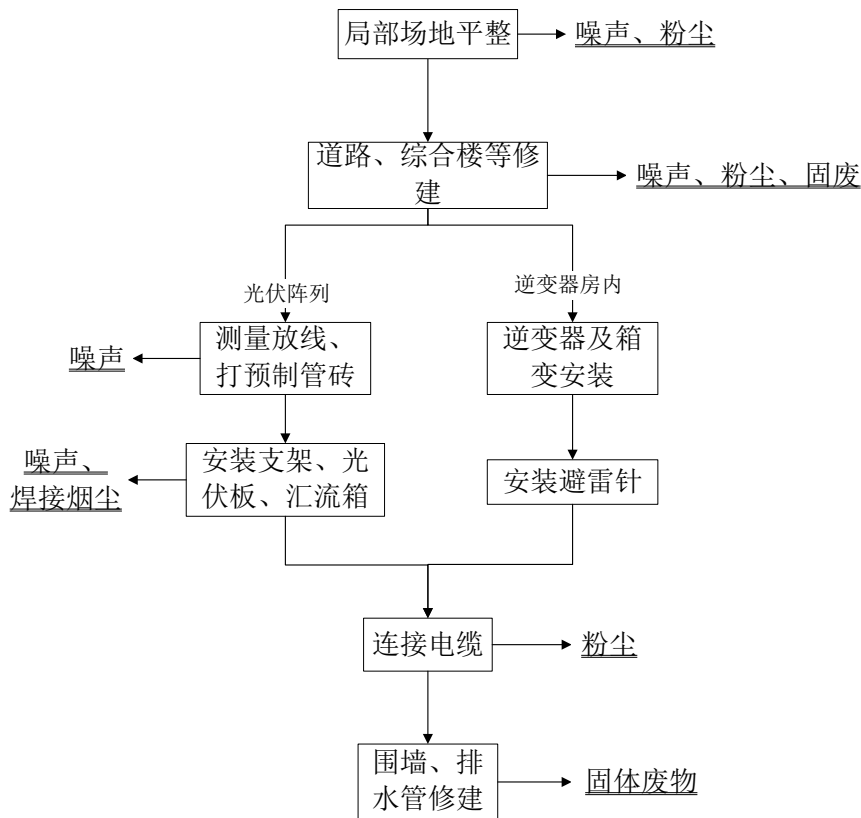 局部场地平整
噪声、粉尘
道路、综合楼等修
建
噪声、粉尘、固废
光伏阵列
逆变器房内
噪声
测量放线、
打预制管砖
逆变器及箱
变安装
噪声、
焊接烟尘
安装支架、光
伏板、汇流箱
安装避雷针
连接电缆
粉尘
围墙、排
水管修建
固体废物